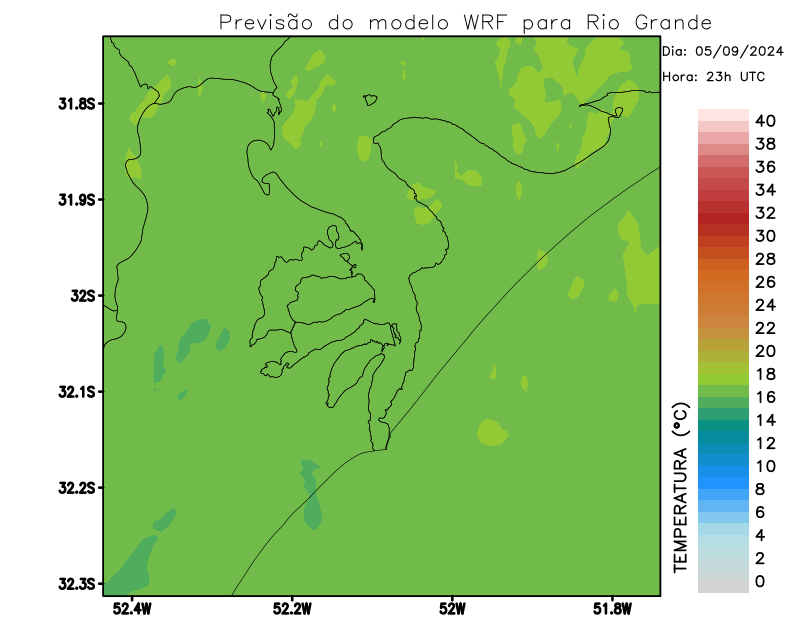 Previsão do modelo WRF para Rio Grande
Dia: 05/09/2024
Hora: 23h UTC
31.8S
31.9S
32S
32.1S
32.2S
32.3S
52.4W
52.2W
52W
51.8W
TEMPERATURA (°C)
40
38
36
34
32
30
28
26
24
22
20
18
16
14
12
10
8
6
4
2
0